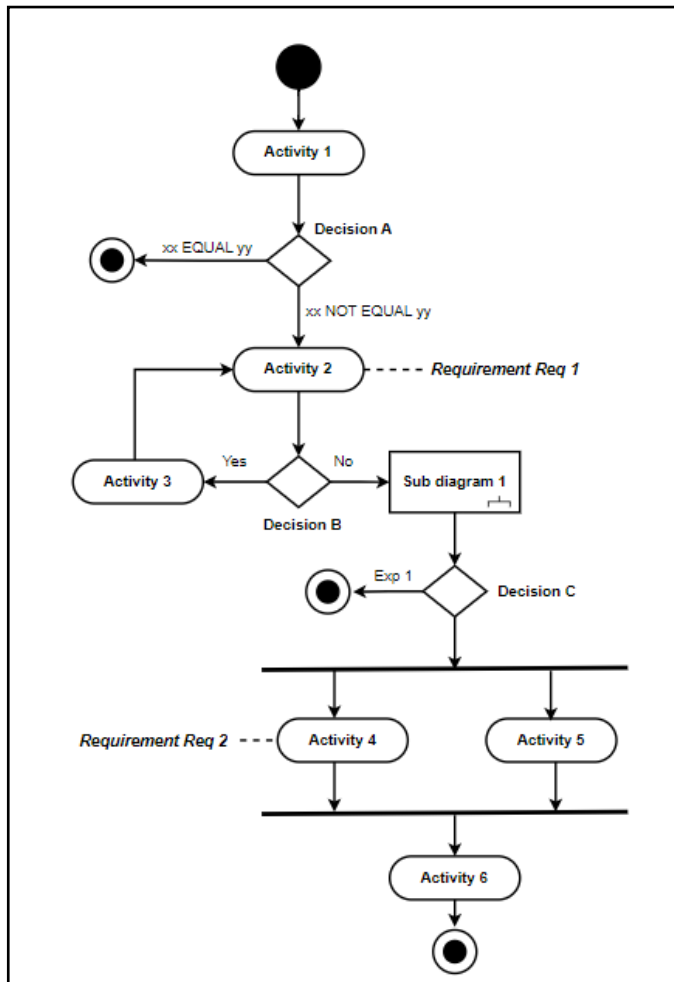 Activity 1
Decision A
xx EQUAL yy
xx NOT EQUAL yy
Activity 2
Requirement Req 1
Yes
No
Activity 3
Sub diagram 1
Decision B
Exp 1
Decision C
Requirement Req 2
Activity 4
Activity 5
Activity 6